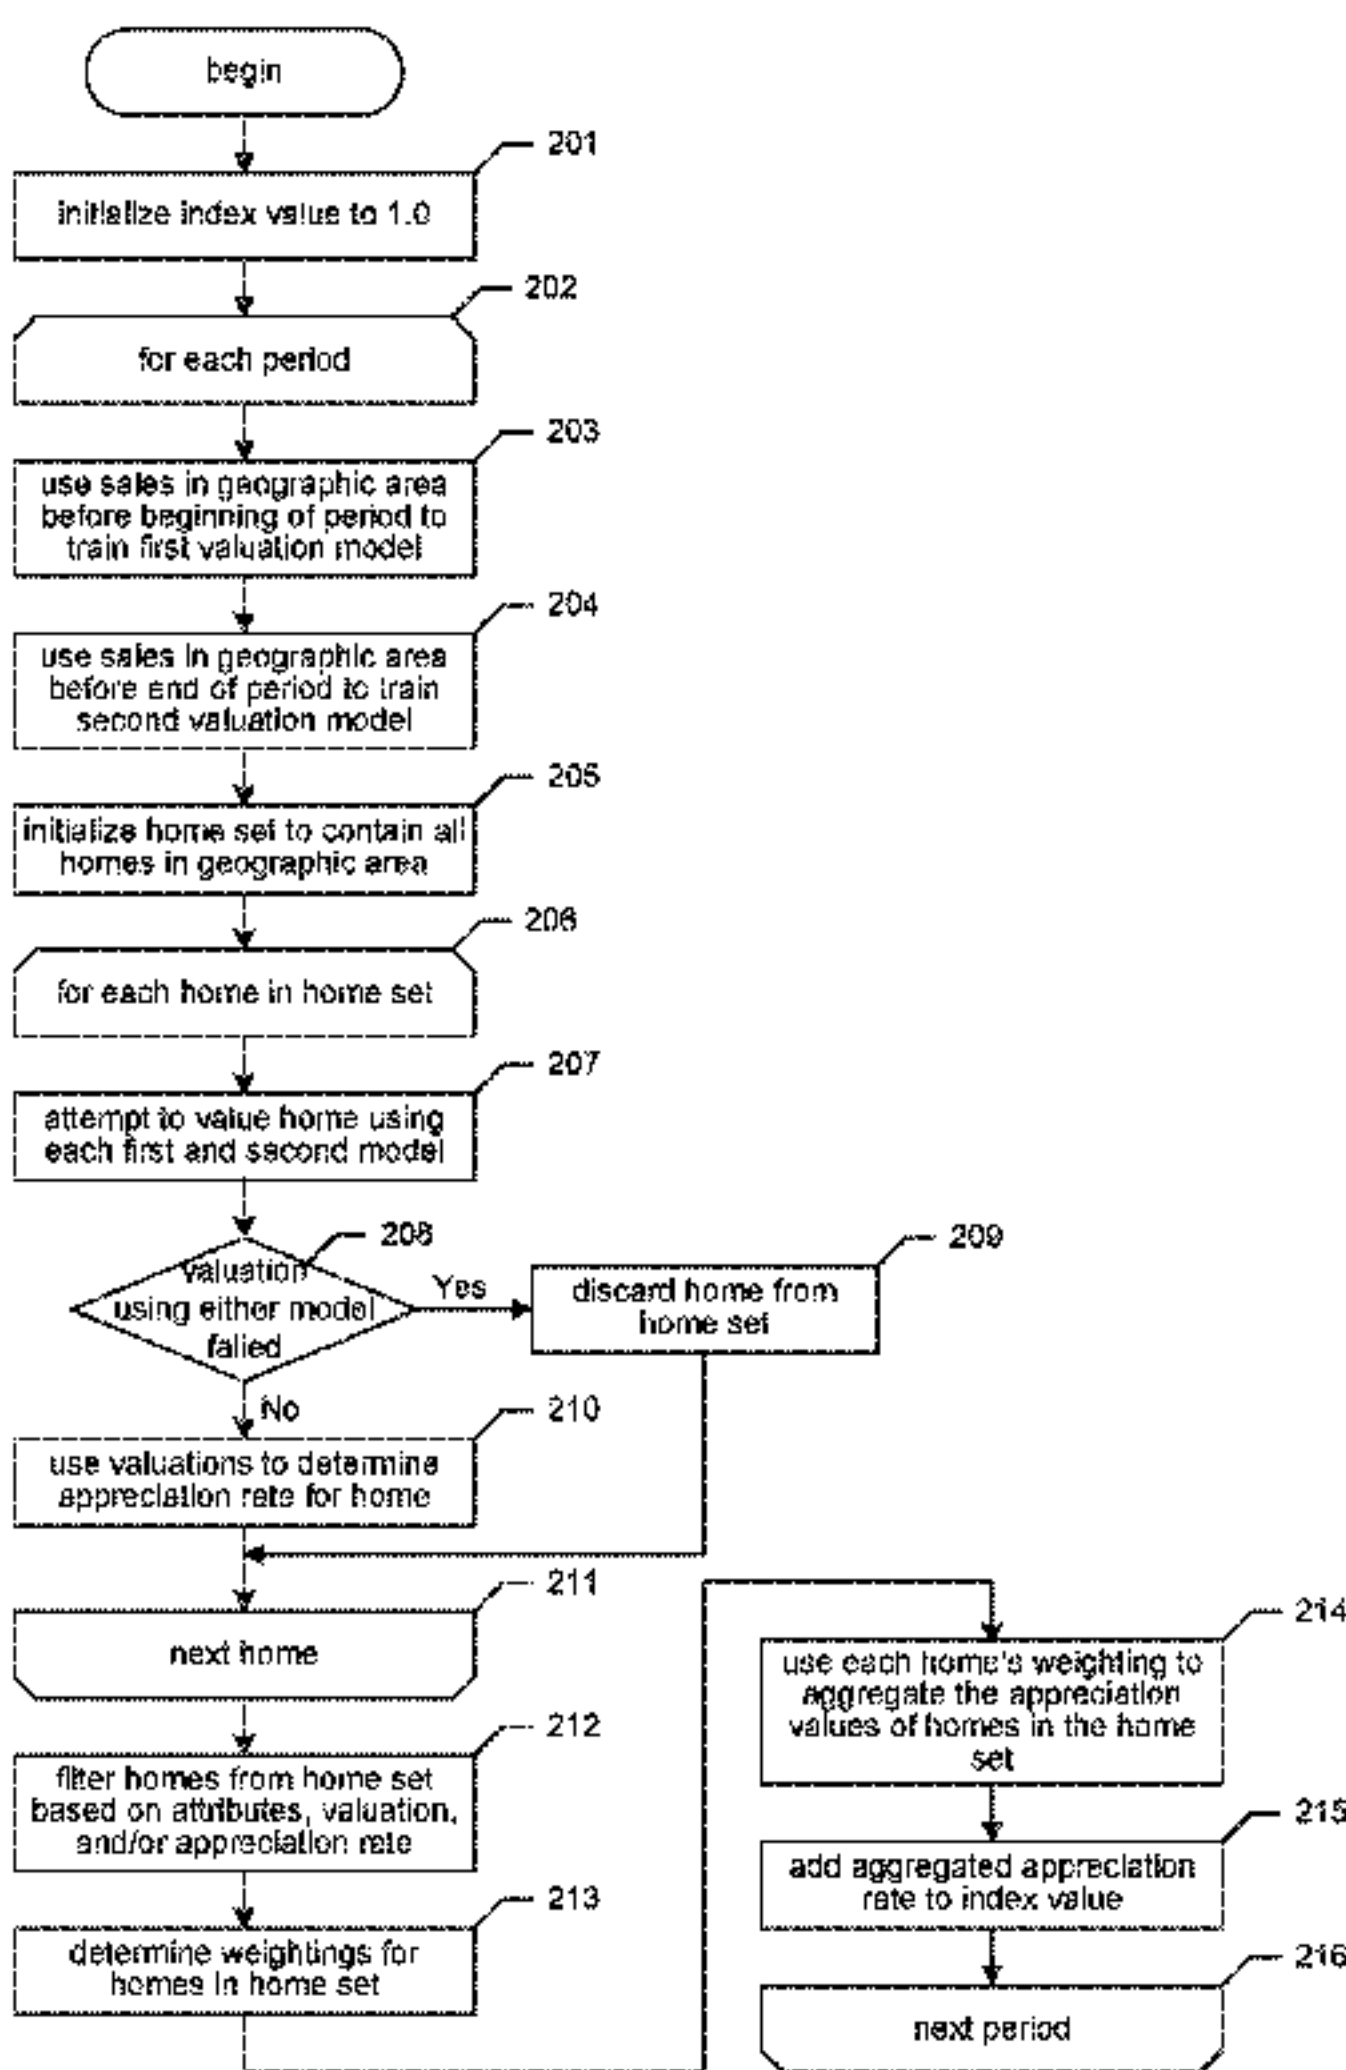 begin
201
initialize index value to 1.0
202
for each period
203
use sales in geographic area
before beginning of period to
train first valuation model
204
use sales in geographic area
before end of period to train
second valuation model
205
initialize home set to contain all
homes in geographic area
206
for each home in home set
207
attempt to value home using
each first and second model
208
valuation
using either model
failed
Yes
209
discard home from
home set
No
210
use valuations to determine
appreciation rate for home
211
next home
212
filter homes from home set
based on attributes, valuation,
and/or appreciation rate
213
determine weightings for
homes in home set
214
use each home's weighting to
aggregate the appreciation
values of homes in the home
set
215
add aggregated appreciation
rate to index value
216
next period